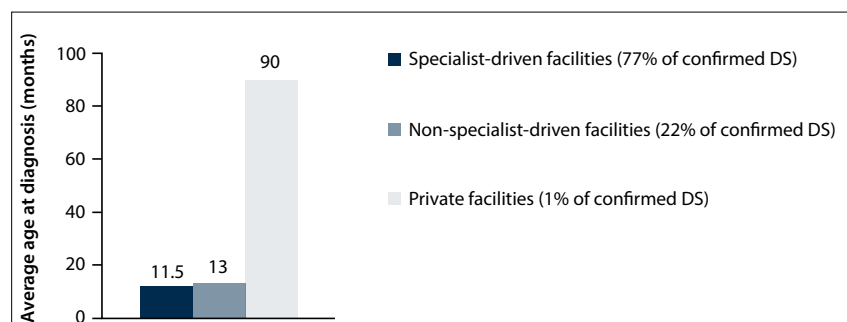 Average age at diagnosis (months)
100
80
60
40
20
0
11.5
13
90
Specialist-driven facilities (77% of confirmed DS)
Non-specialist-driven facilities (22% of confirmed DS)
Private facilities (1% of confirmed DS)